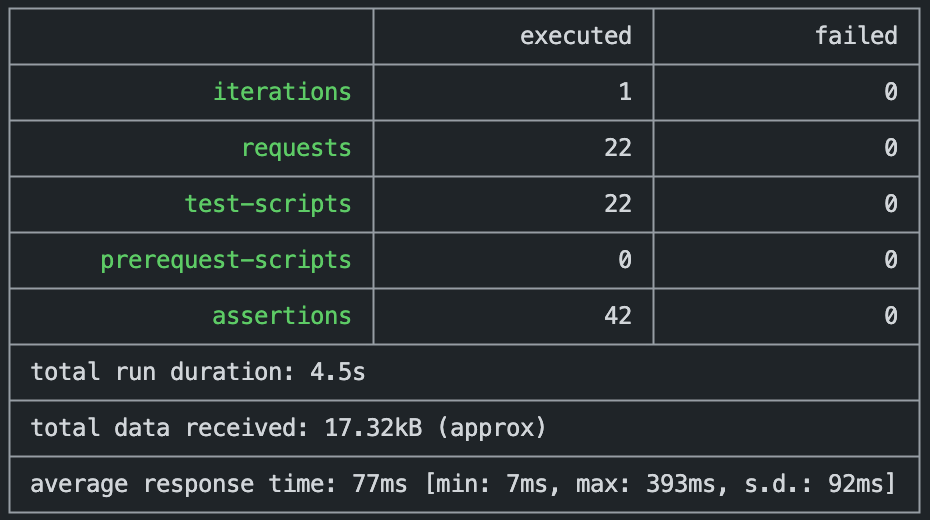 executed failed
iterations 1 0
requests 22 0
test-scripts 22 0
prerequest-scripts 0 0
assertions 42 0
total run duration: 4.5s
total data received: 17.32kB (approx)
average response time: 77ms [min: 7ms, max: 393ms, s.d.: 92ms]